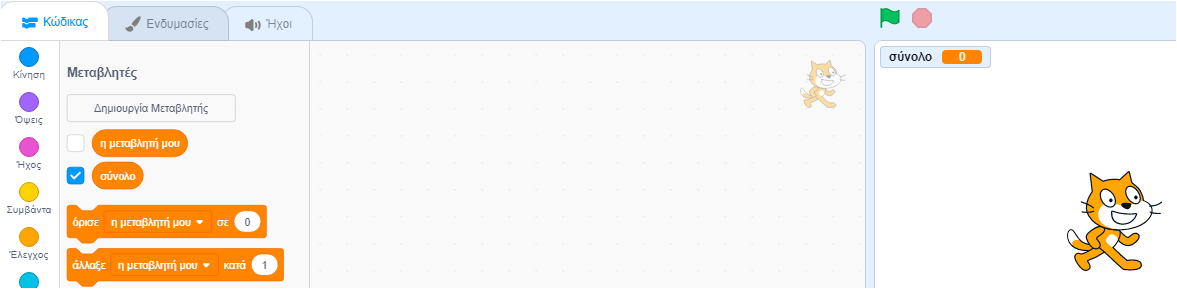 Κώδικας
Ενδυμασίες
Ήχοι
Κίνηση
Όψεις
Ήχος
Συμβάντα
Έλεγχος
Μεταβλητές
Δημιουργία Μεταβλητής
η μεταβλητή μου
σύνολο
όρισε η μεταβλητή μου σε 0
άλλαξε η μεταβλητή μου κατά 1
σύνολο 0